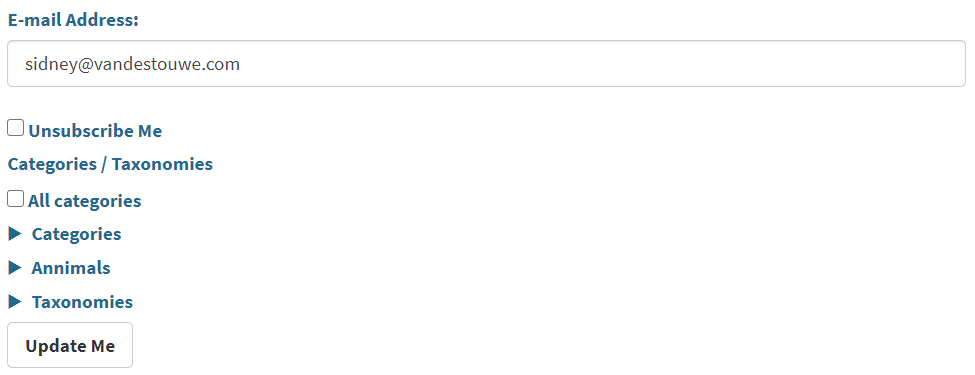 E-mail Address:
sidney@vandestouwe.com
Unsubscribe Me
Categories / Taxonomies
All categories
Categories
Annimals
Taxonomies
Update Me